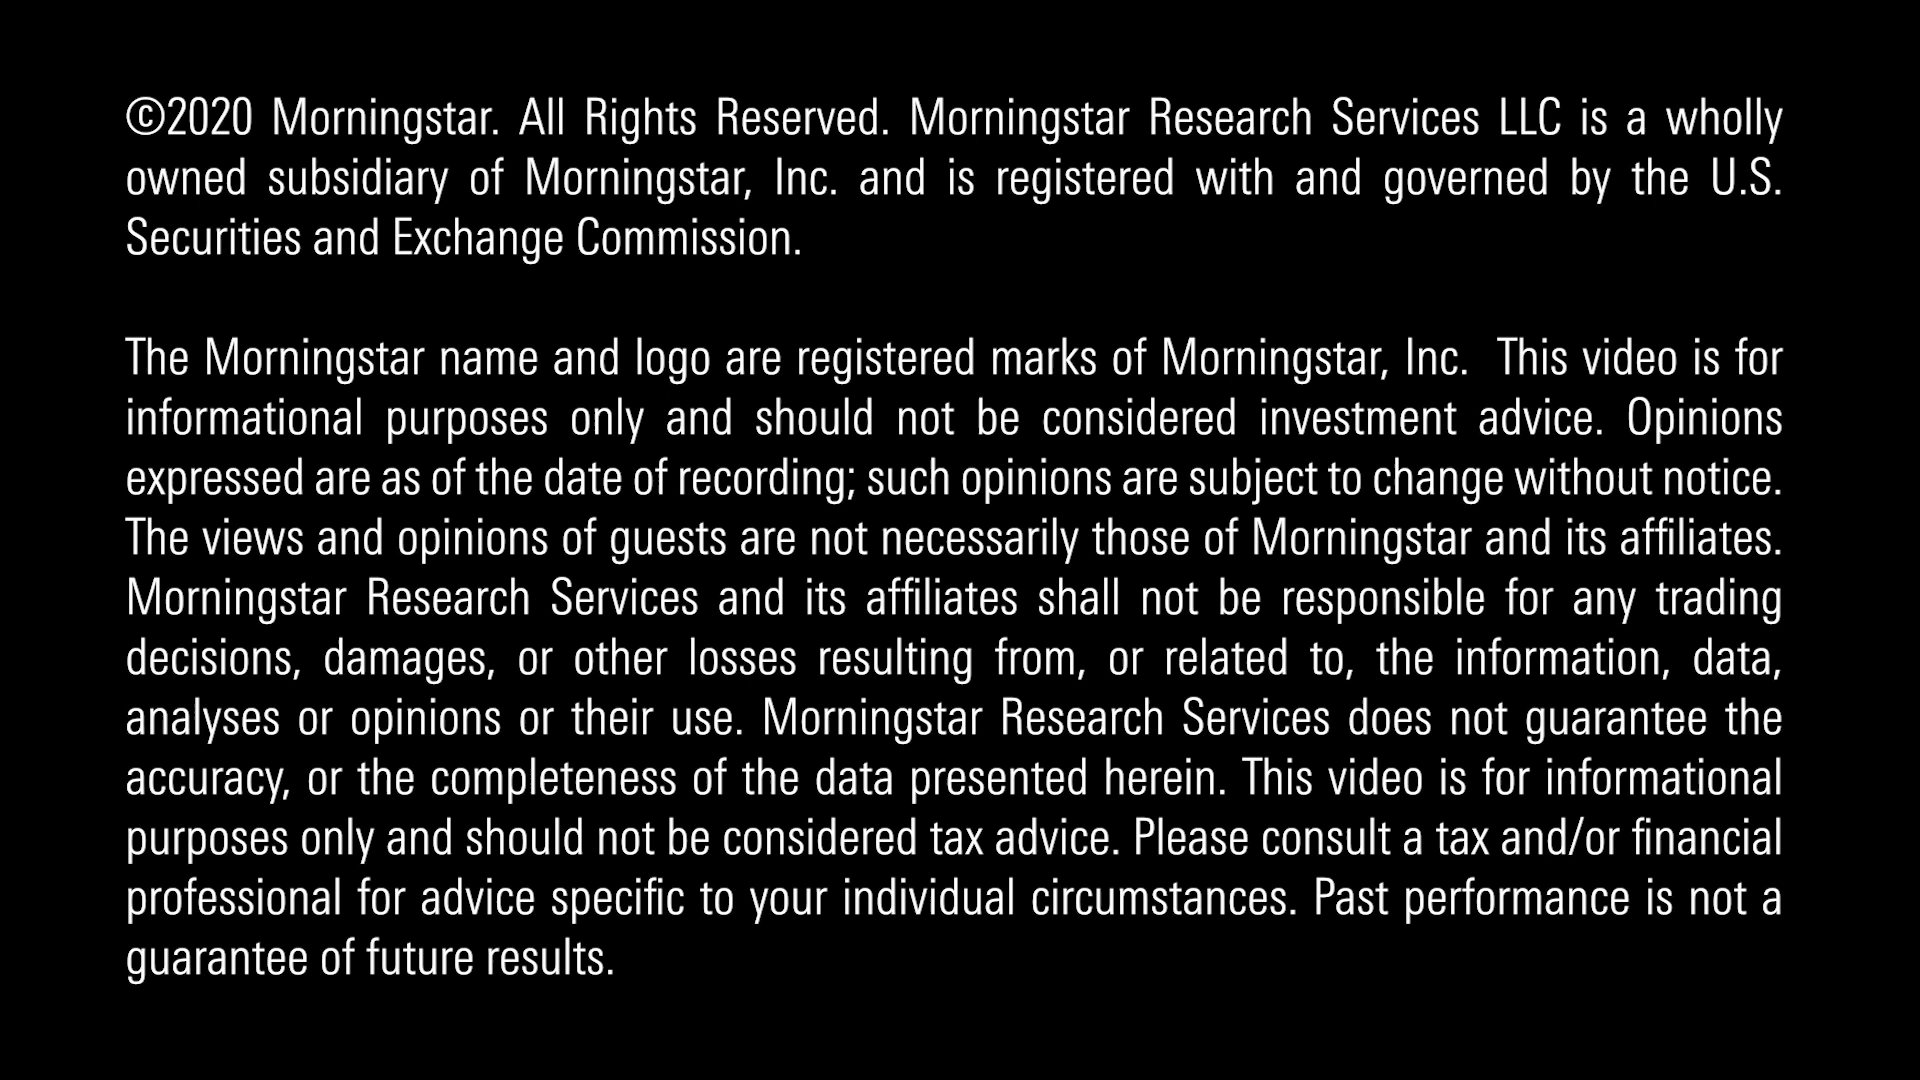 ©2020 Morningstar. All Rights Reserved. Morningstar Research Services LLC is a wholly
owned subsidiary of Morningstar, Inc. and is registered with and governed by the U.S.
Securities and Exchange Commission.
The Morningstar name and logo are registered marks of Morningstar, Inc.  This video is for
informational purposes only and should not be considered investment advice. Opinions
expressed are as of the date of recording; such opinions are subject to change without notice.
The views and opinions of guests are not necessarily those of Morningstar and its affiliates.
Morningstar Research Services and its affiliates shall not be responsible for any trading
decisions, damages, or other losses resulting from, or related to, the information, data,
analyses or opinions or their use. Morningstar Research Services does not guarantee the
accuracy, or the completeness of the data presented herein. This video is for informational
purposes only and should not be considered tax advice. Please consult a tax and/or financial
professional for advice specific to your individual circumstances. Past performance is not a
guarantee of future results.